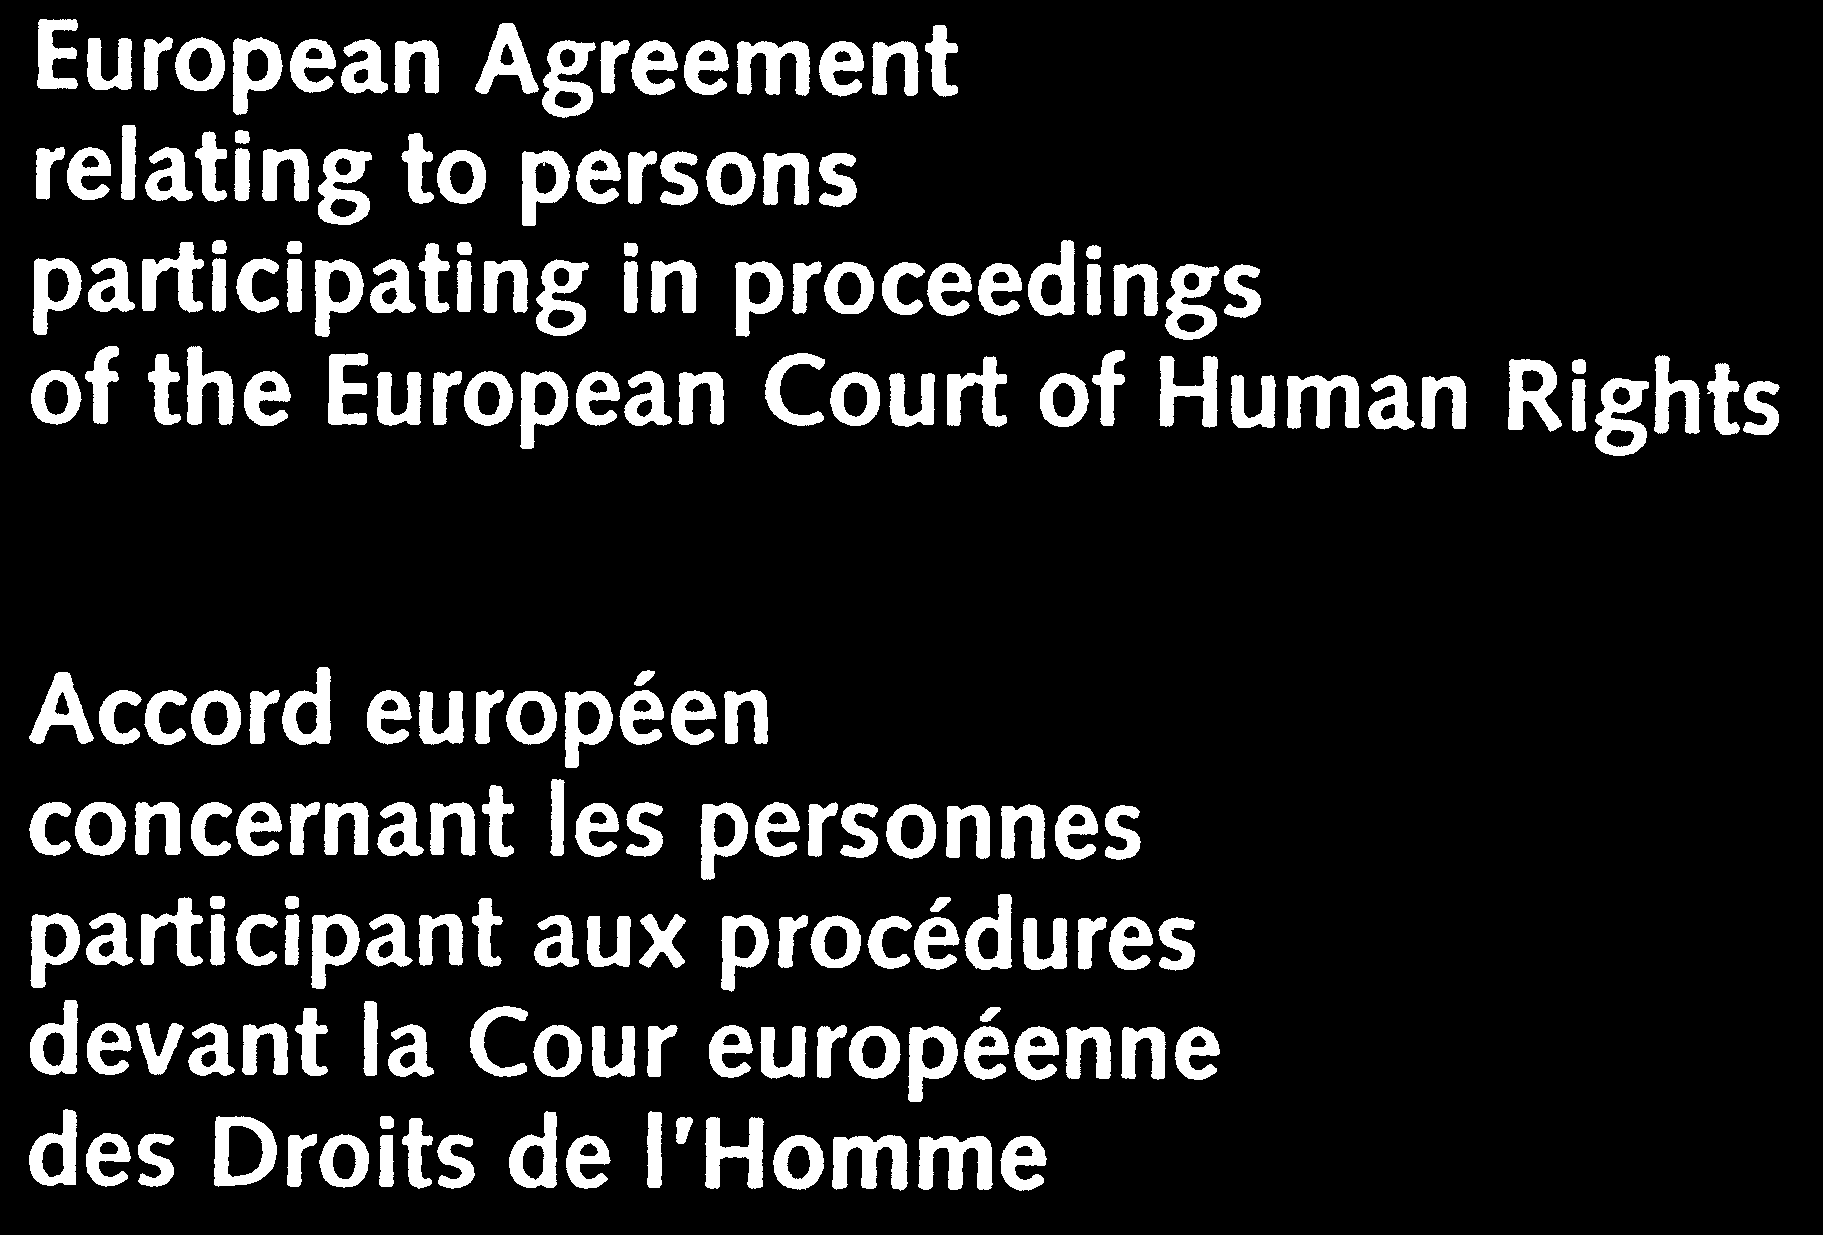 European Agreement
relating to persons
participating in proceedings
of the European Court of Human Rights
Accord européen
concernant les personnes
participant aux procédures
devant la Cour européenne
des Droits de l'Homme